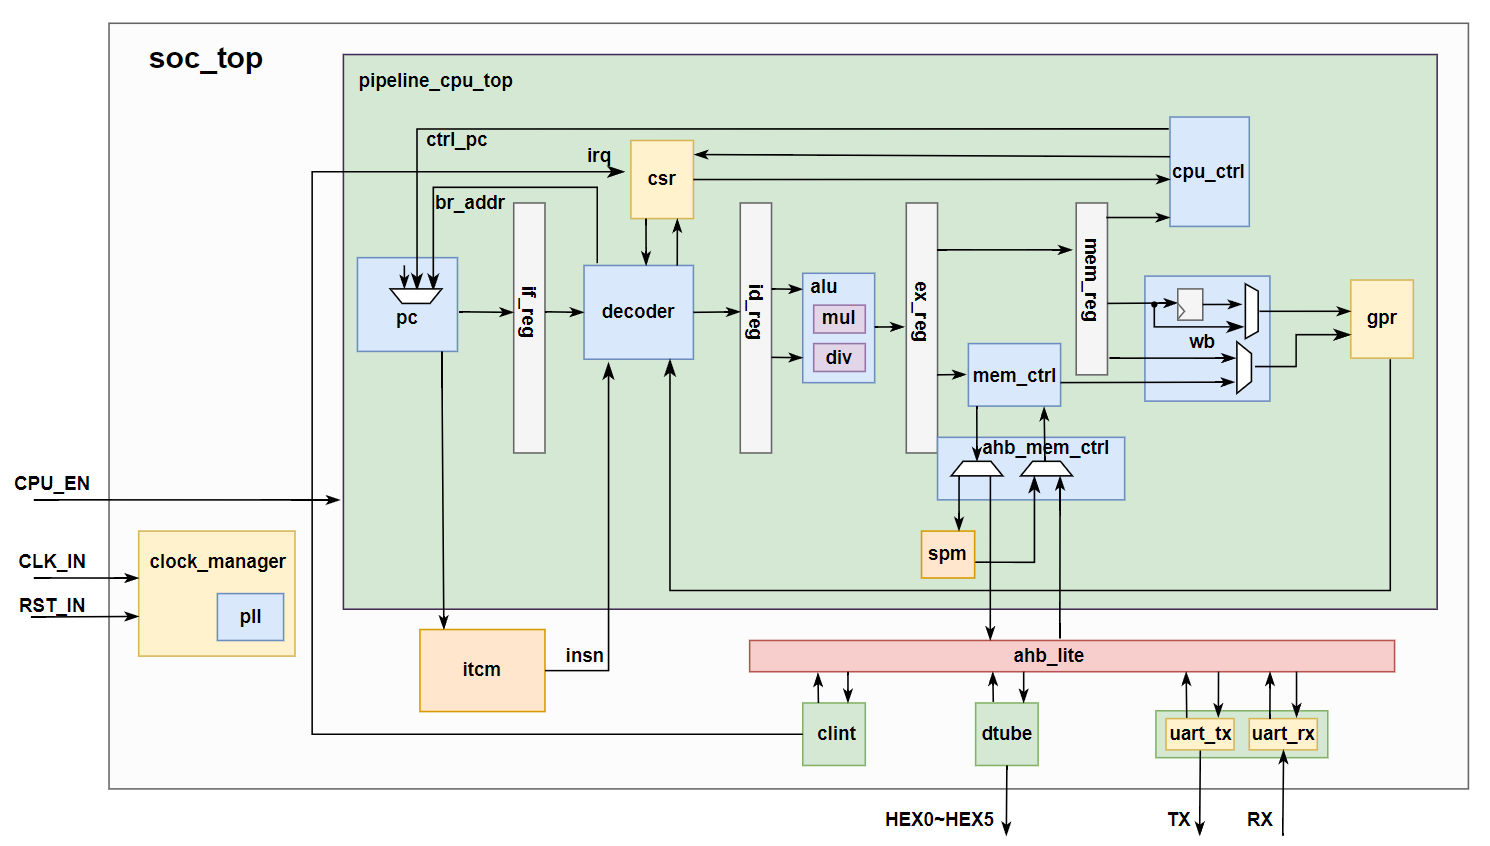 soc_top
pipeline_cpu_top
ctrl_pc
irq
csr
cpu_ctrl
br_addr
pc
if_reg
decoder
id_reg
alu
mul
div
ex_reg
mem_reg
mem_ctrl
wb
gpr
ahb_mem_ctrl
spm
CPU_EN
CLK_IN
RST_IN
clock_manager
pll
itcm
insn
ahb_lite
clint
dtube
uart_tx
uart_rx
HEX0~HEX5
TX
RX